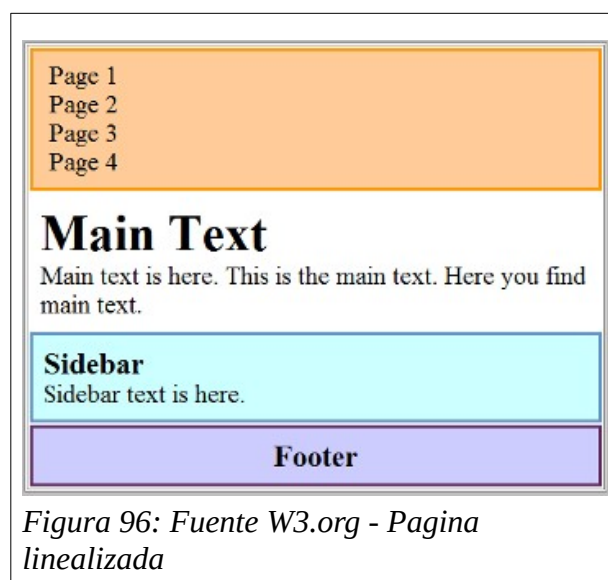 Page 1
Page 2
Page 3
Page 4
Main Text
Main text is here. This is the main text. Here you find
main text.
Sidebar
Sidebar text is here.
Footer
Figura 96: Fuente W3.org - Pagina
linealizada